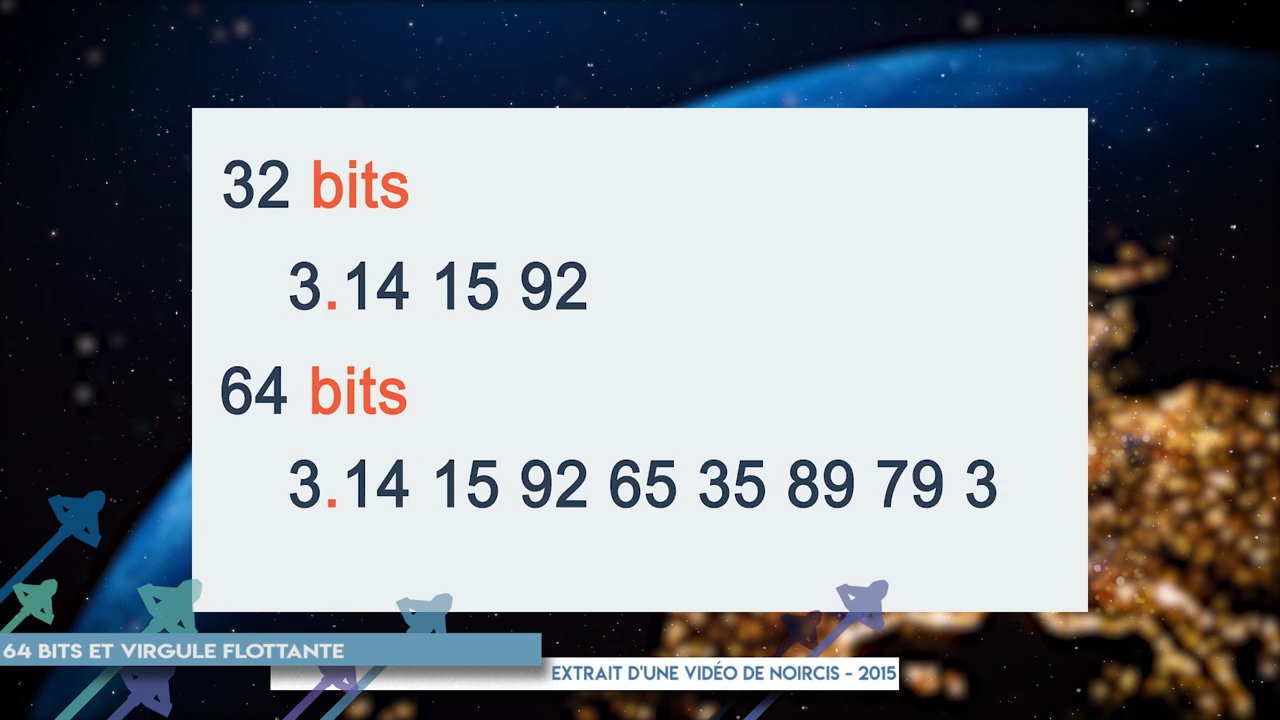 32 bits
3.14 15 92
64 bits
3.14 15 92 65 35 89 79 3
64 BITS ET VIRGULE FLOTTANTE
EXTRAIT D'UNE VIDÉO DE NOIRCIS - 2015